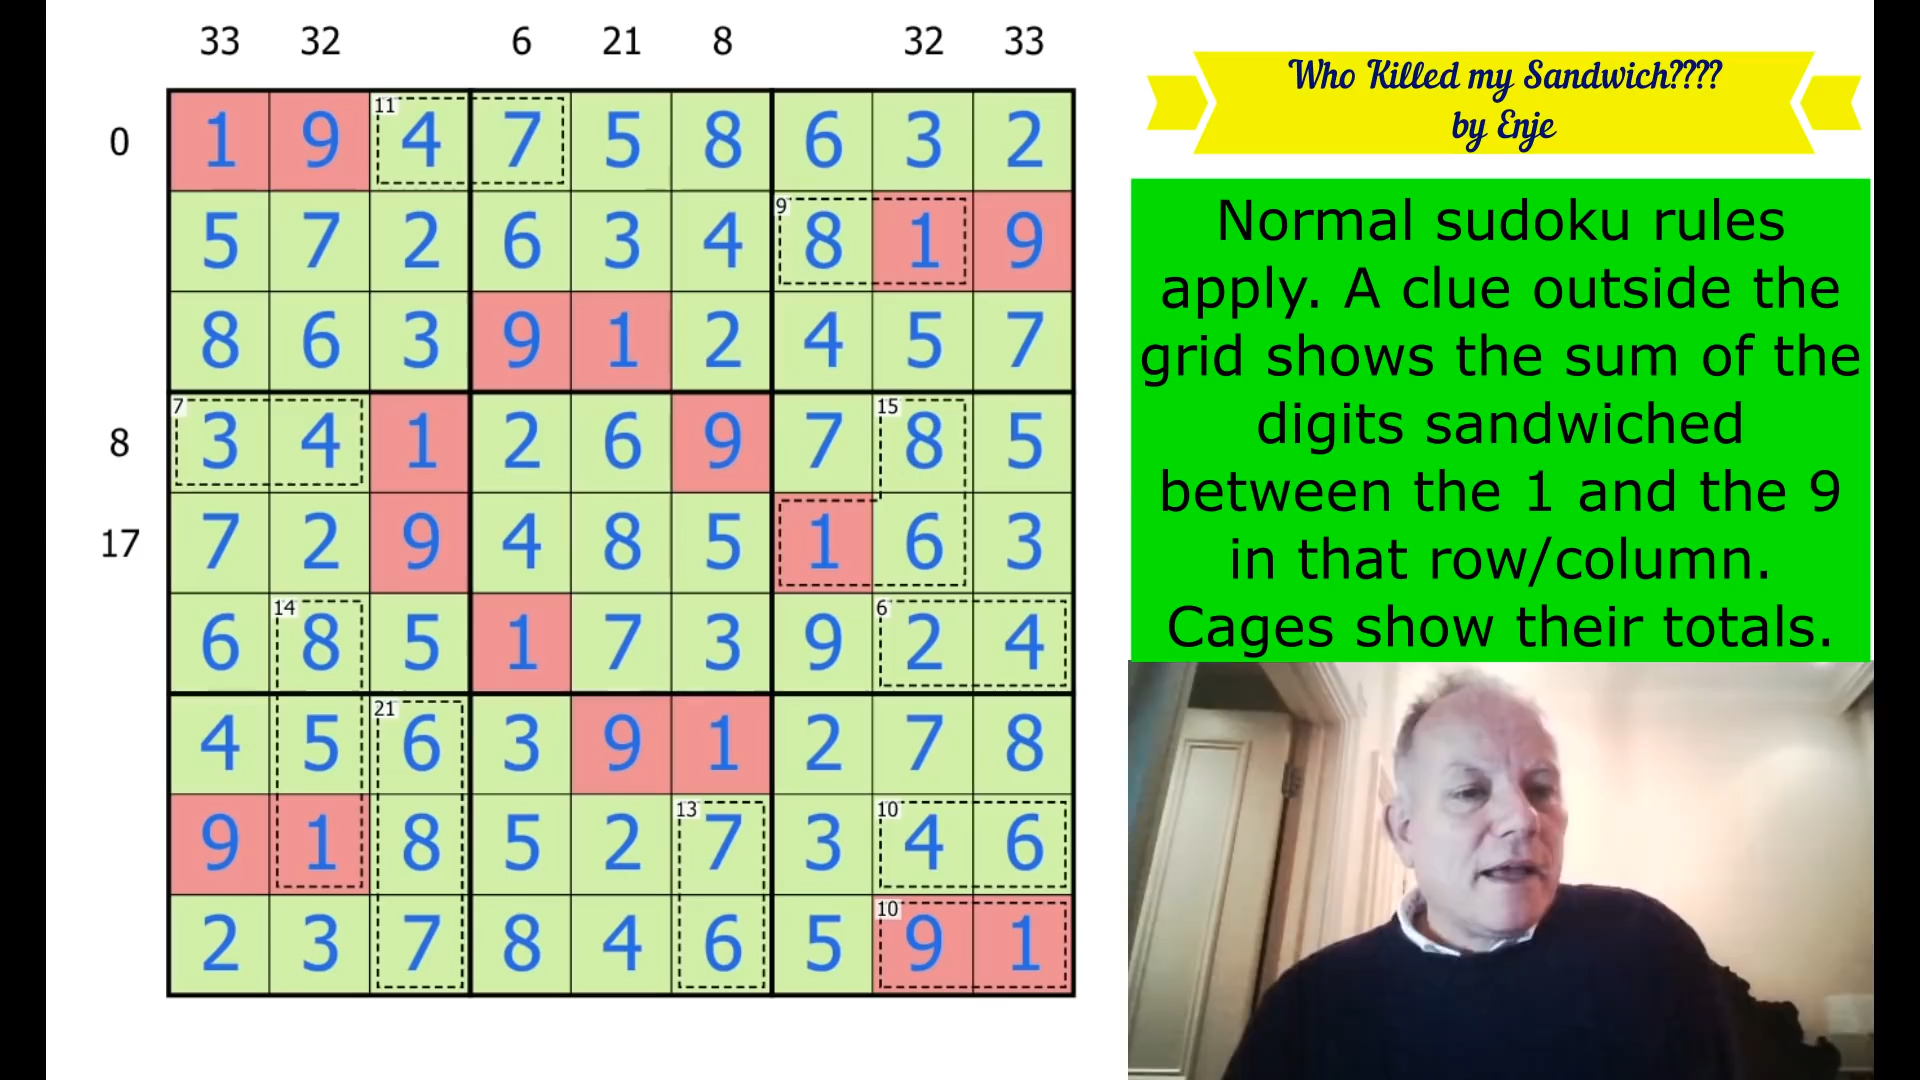 33 32 6 21 8 32 33
Who Killed my Sandwich????
by Enje
0 1 9 11 4 7 5 8 6 3 2
5 7 2 6 3 4 9 8 1 9
8 6 3 9 1 2 4 5 7
8 7 3 4 1 2 6 9 7 15 8 5
17 7 2 9 4 8 5 1 6 3
6 14 8 5 1 7 3 9 6 2 4
4 5 21 6 3 9 1 2 7 8
9 1 8 5 2 13 7 3 10 4 6
2 3 7 8 4 6 5 10 9 1
Normal sudoku rules
apply. A clue outside the
grid shows the sum of the
digits sandwiched
between the 1 and the 9
in that row/column.
Cages show their totals.